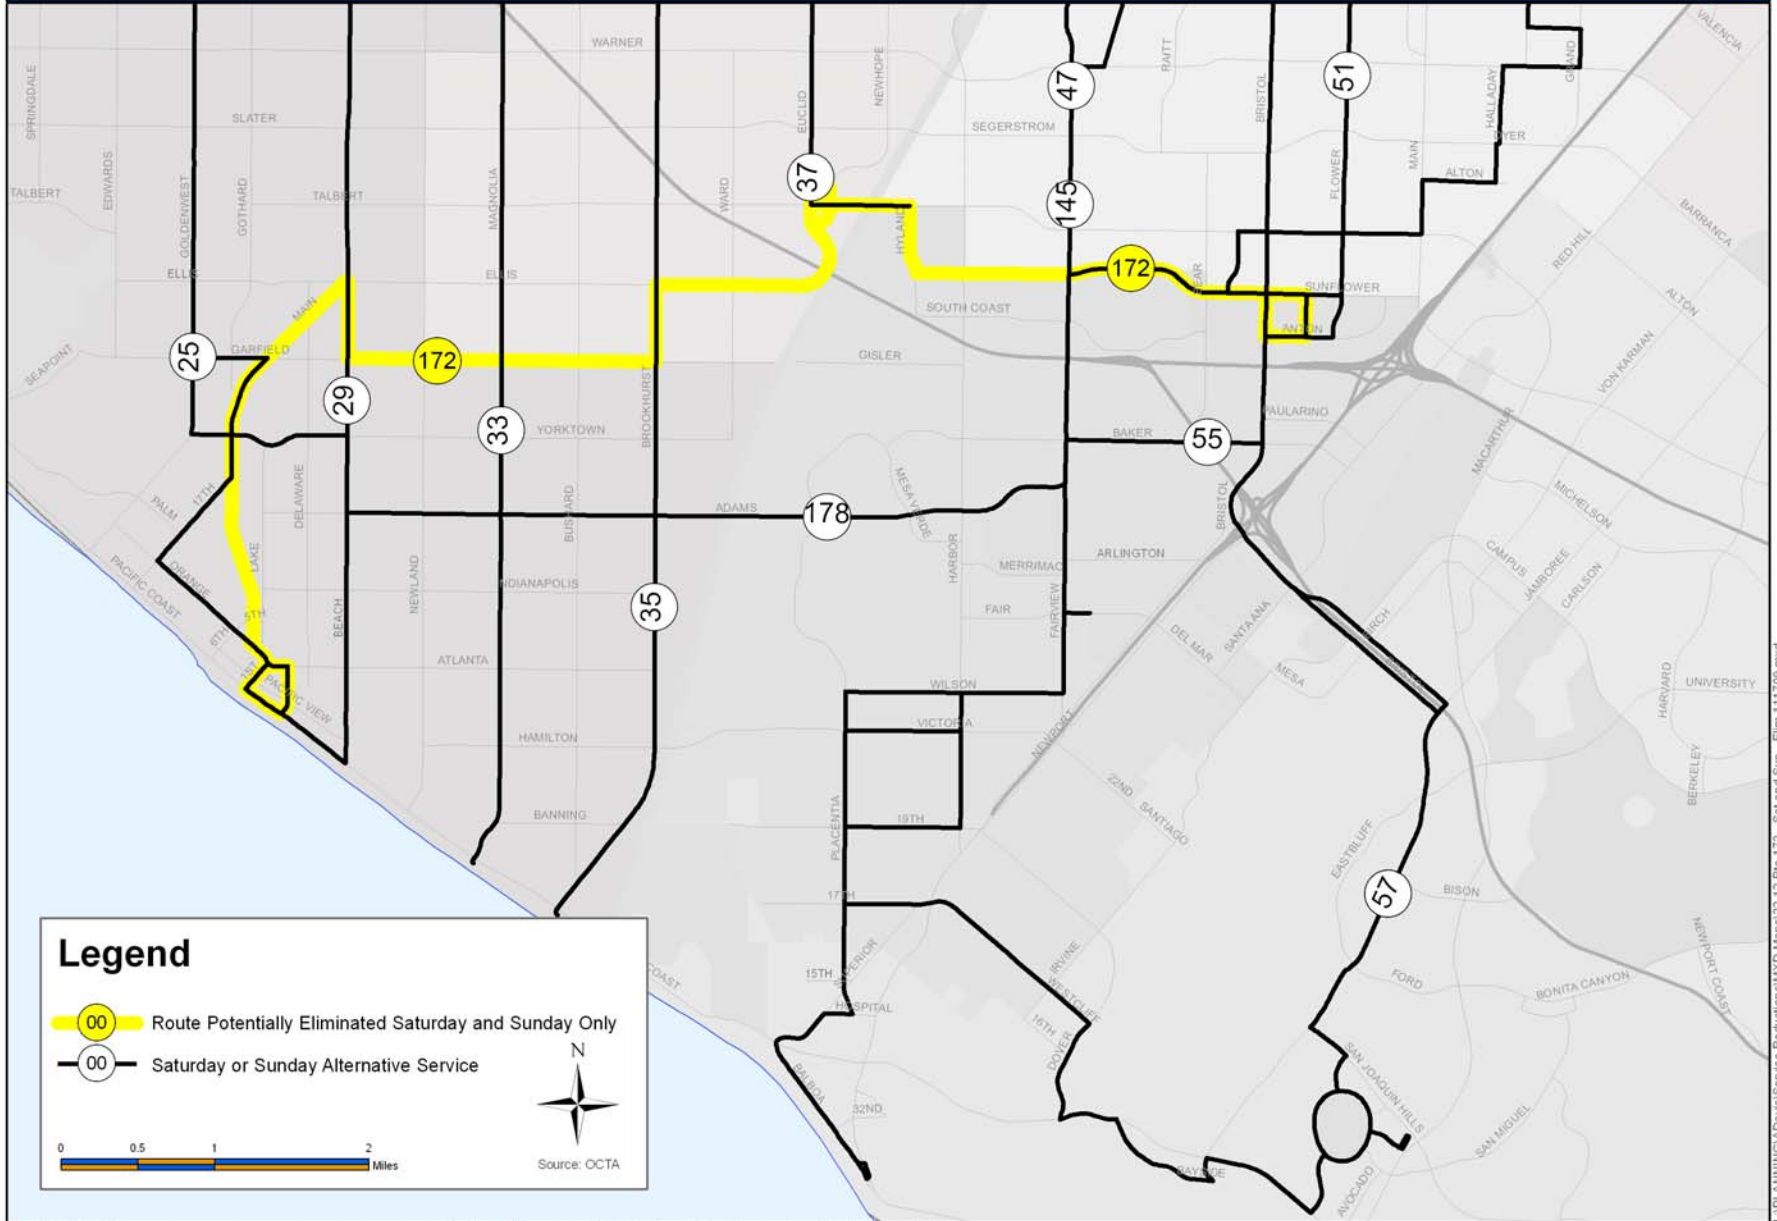 WARNER
VALENCIA
SPRINGDALE
EUCLID
NEWHOPE
47
RAITT
BRISTOL
51
HALLADAY
GRAND
SLATER
SEGERSTROM
DYER
EDWARDS
GOLDENWEST
GOTHARD
MAGNOLIA
WARD
37
FLOWER
MAIN
ALTON
TALBERT
TALBERT
145
BARRANCA
HYLAND
RED HILL
ELLIS
ELLIS
172
BEAR
SUNFLOWER
MAIN
SOUTH COAST
ANTON
ALTON
SEAPOINT
25
GARFIELD
172
GISLER
VON KARMAN
29
33
YORKTOWN
BROOKHURST
PAULARINO
BAKER
55
MACARTHUR
PALM
17TH
DELAWARE
BUSHARD
ADAMS
178
MESA VERDE
BRISTOL
MICHELSON
PACIFIC COAST
ORANGE
LAKE
NEWLAND
HARBOR
ARLINGTON
MERRIMAC
CAMPUS
JAMBOREE
CARLSON
INDIANAPOLIS
35
FAIR
FAIRVIEW
6TH
5TH
BEACH
DEL MAR
SANTA ANA
BIRCH
1ST
PACIFIC VIEW
ATLANTA
WILSON
MESA
HARVARD
UNIVERSITY
HAMILTON
VICTORIA
NEWPORT
BERKELEY
22ND
SANTIAGO
BANNING
PLACENTIA
19TH
EASTBLUFF
57
BISON
17TH
NEWPORT COAST
Legend
COAST
15TH
SUPERIOR
IRVINE
WESTCLIFF
FORD
BONITA CANYON
HOSPITAL
16TH
DOVER
00 Route Potentially Eliminated Saturday and Sunday Only
00 Saturday or Sunday Alternative Service
N
BALBOA
32ND
SAN JOAQUIN HILLS
SAN MIGUEL
0 0.5 1 2
Miles
Source: OCTA
BAYSIDE
AVOCADO